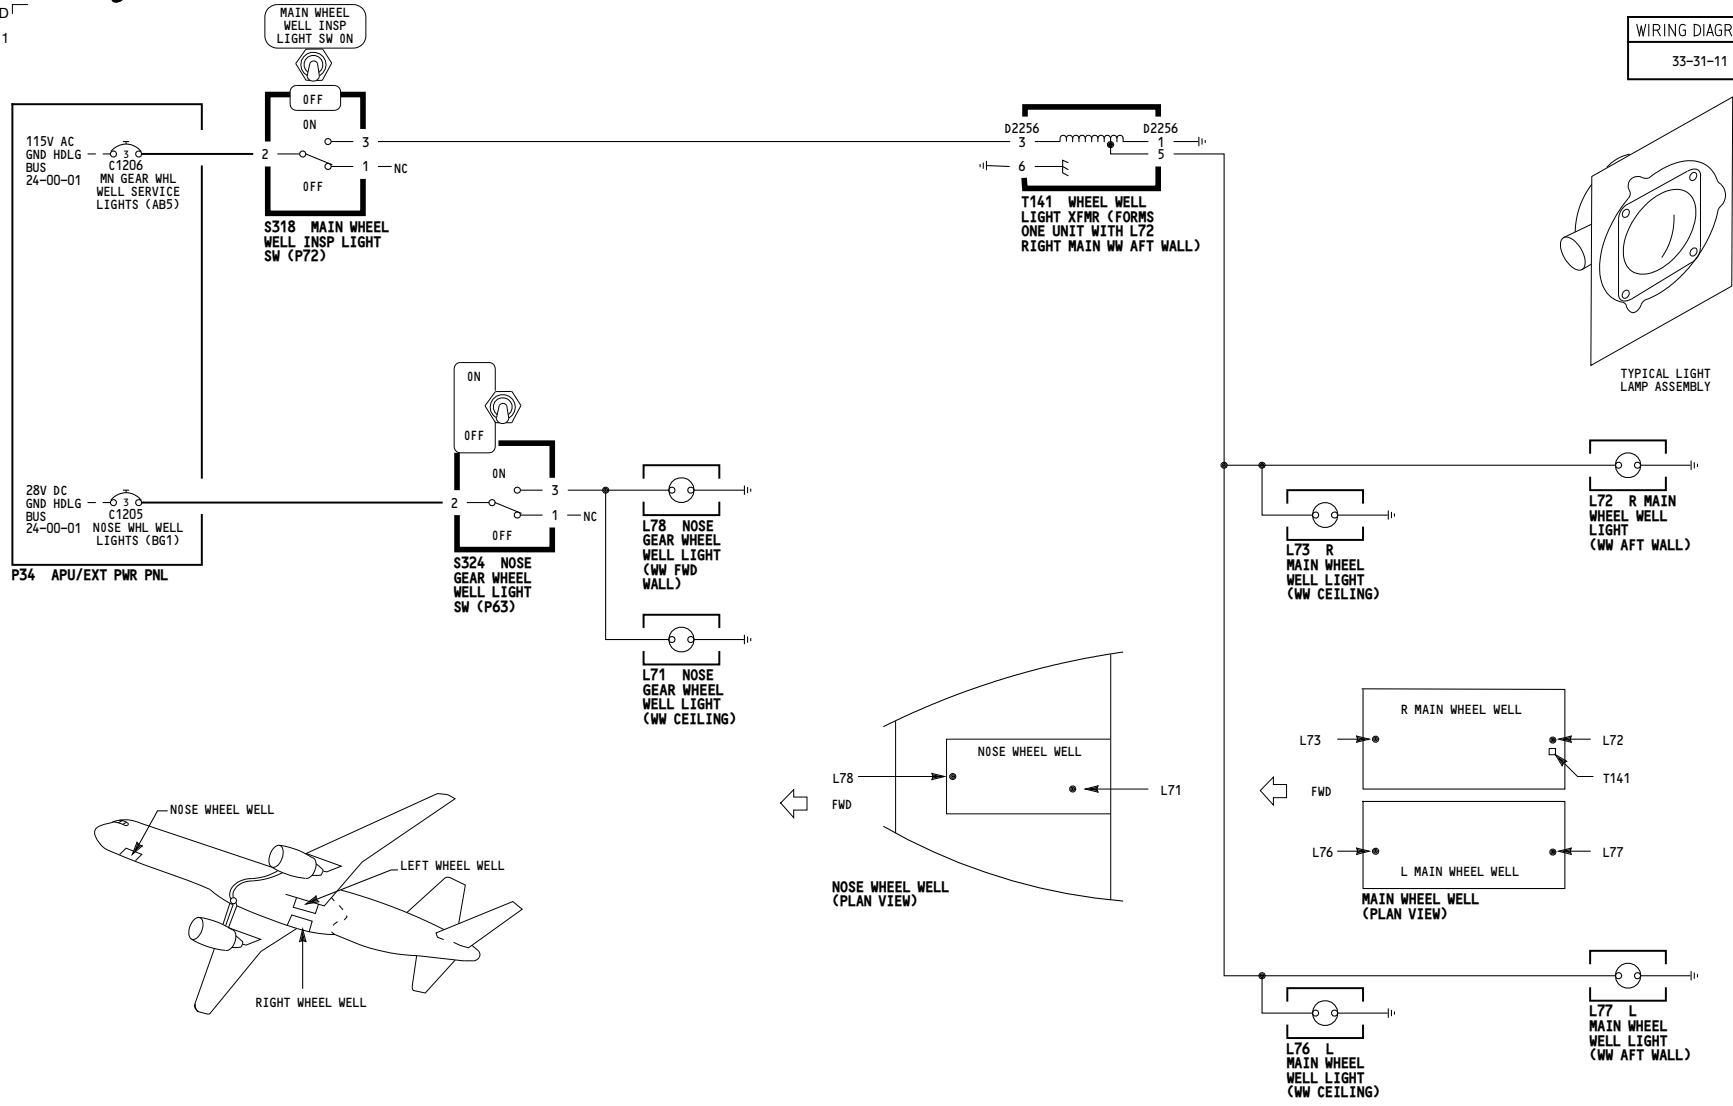 D
1
MAIN WHEEL
WELL INSP
LIGHT SW ON
OFF
WIRING DIAGR
33-31-11
115V AC
GND HDLG
BUS
24-00-01
3
C1206
MN GEAR WHL
WELL SERVICE
LIGHTS (AB5)
2
ON
3
1
NC
OFF
S318 MAIN WHEEL
WELL INSP LIGHT
SW (P72)
D2256
3
6
D2256
1
5
T141 WHEEL WELL
LIGHT XFMR (FORMS
ONE UNIT WITH L72
RIGHT MAIN WW AFT WALL)
TYPICAL LIGHT
LAMP ASSEMBLY
ON
OFF
28V DC
GND HDLG
BUS
24-00-01
3
C1205
NOSE WHL WELL
LIGHTS (BG1)
P34 APU/EXT PWR PNL
2
ON
3
1
NC
OFF
S324 NOSE
GEAR WHEEL
WELL LIGHT
SW (P63)
L78 NOSE
GEAR WHEEL
WELL LIGHT
(WW FWD
WALL)
L71 NOSE
GEAR WHEEL
WELL LIGHT
(WW CEILING)
L73 R
MAIN WHEEL
WELL LIGHT
(WW CEILING)
L72 R MAIN
WHEEL WELL
LIGHT
(WW AFT WALL)
NOSE WHEEL WELL
LEFT WHEEL WELL
RIGHT WHEEL WELL
NOSE WHEEL WELL
L78
FWD
L71
NOSE WHEEL WELL
(PLAN VIEW)
R MAIN WHEEL WELL
L73
L72
T141
FWD
L76
L77
L MAIN WHEEL WELL
MAIN WHEEL WELL
(PLAN VIEW)
L76 L
MAIN WHEEL
WELL LIGHT
(WW CEILING)
L77 L
MAIN WHEEL
WELL LIGHT
(WW AFT WALL)